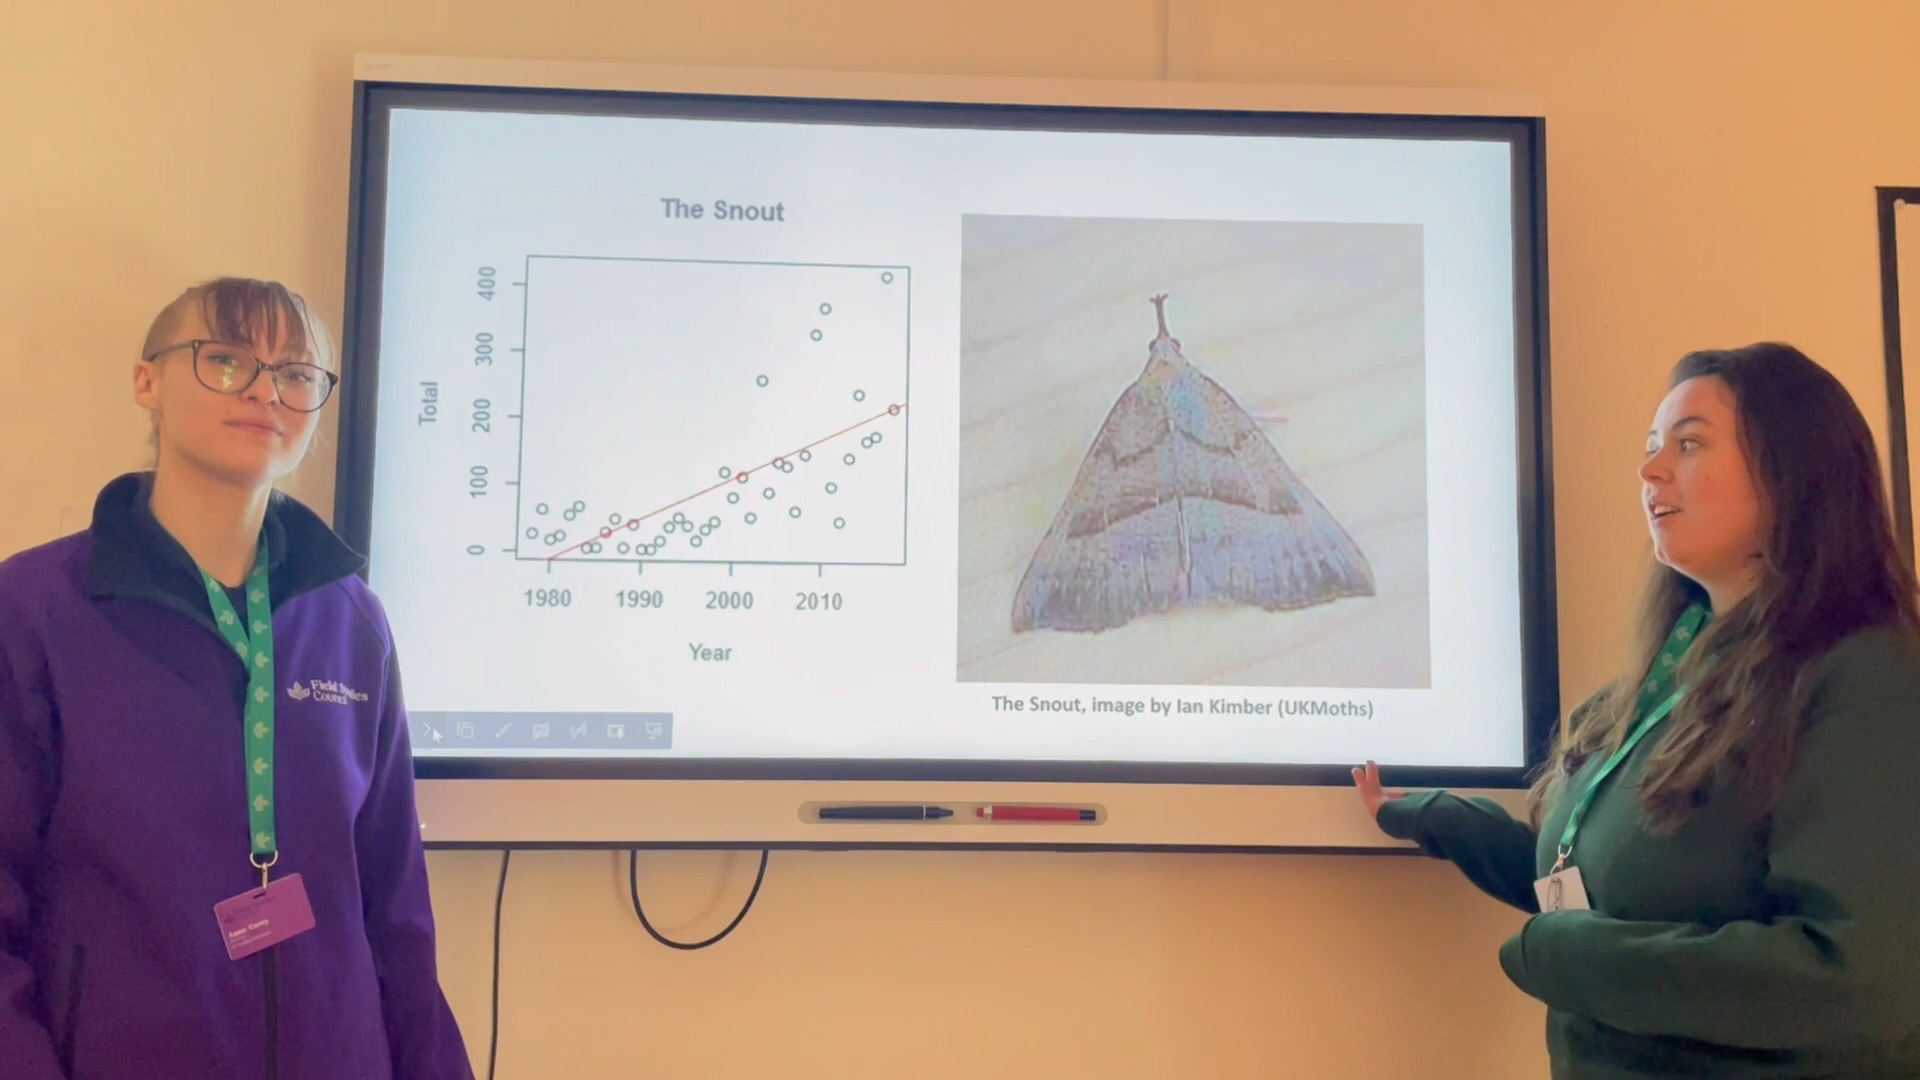 The Snout
400
300
200
100
0
Total
1980 1990 2000 2010
Year
The Snout, image by Ian Kimber (UKMoths)
Field Studies
Council